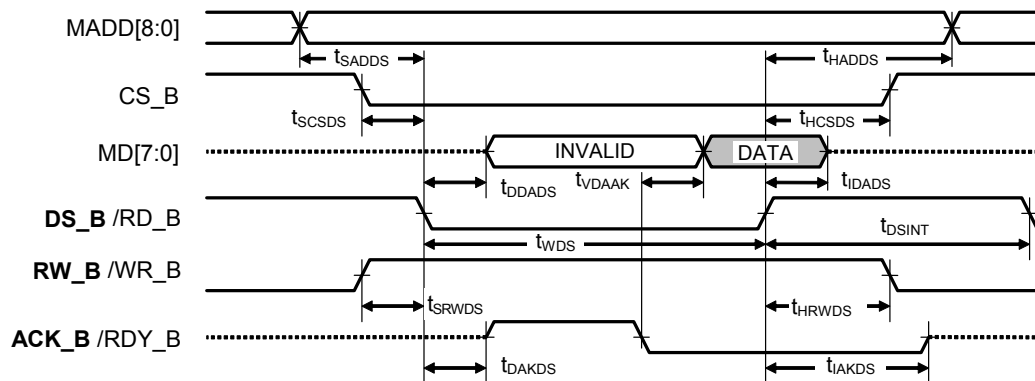 MADD[8:0]
tSADDS
tHADDS
CS_B
tSCSDS
tHCSDS
MD[7:0]
INVALID
DATA
tDDADS
tVDAAK
tIDADS
DS_B /RD_B
tWDS
tDSINT
RW_B /WR_B
tSRWDS
tHRWDS
ACK_B /RDY_B
tDAKDS
tIAKDS